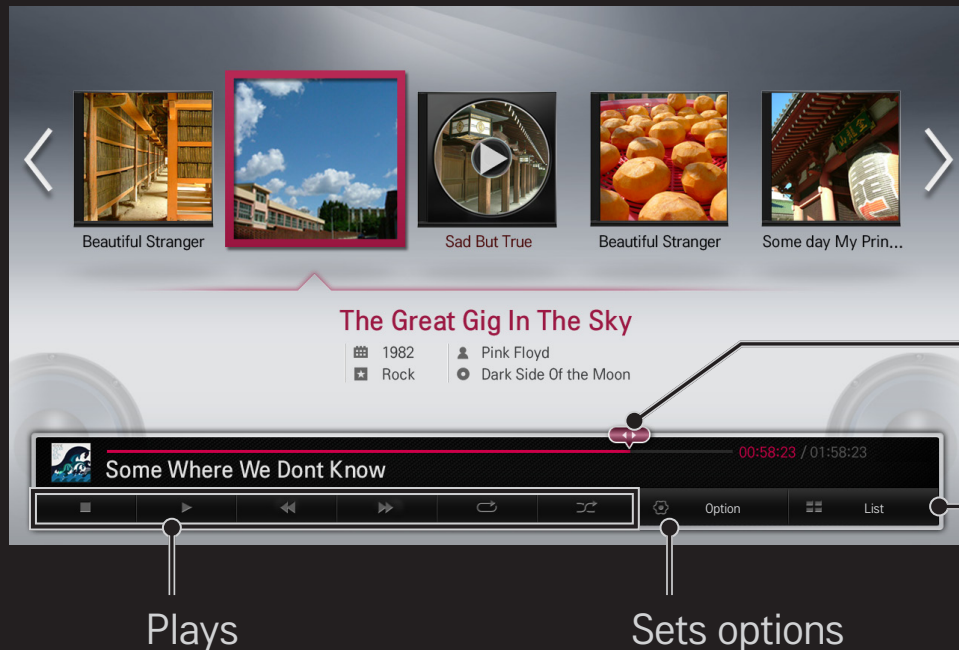 Beautiful Stranger
Sad But True
Beautiful Stranger
Some day My Prin...
The Great Gig In The Sky
1982
Pink Floyd
Rock
Dark Side Of the Moon
00:58:23 / 01:58:23
Some Where We Dont Know
Option
List
Plays
Sets options